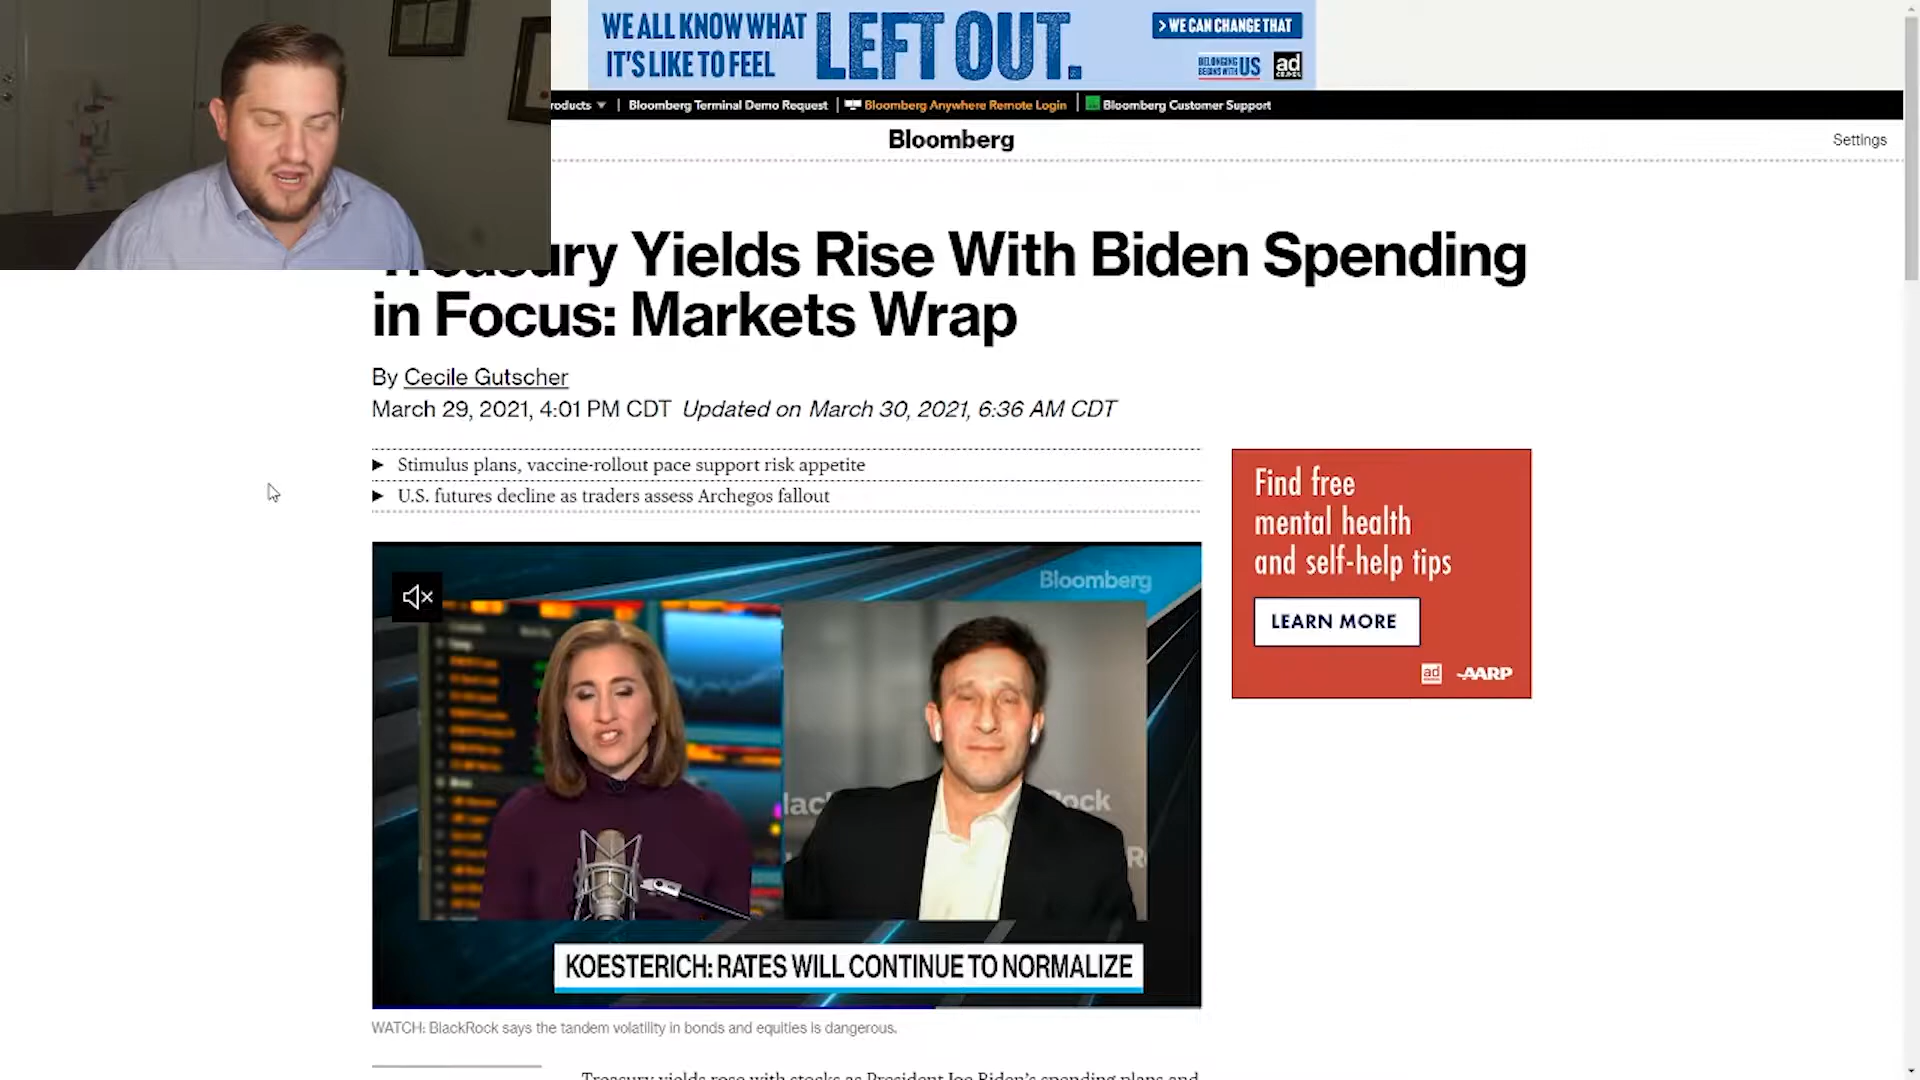 WE ALL KNOW WHAT
IT'S LIKE TO FEEL
LEFT OUT.
> WE CAN CHANGE THAT
BELONGING BEGINS WITH US
ad
COUNCIL
roducts ▼ | Bloomberg Terminal Demo Request | Bloomberg Anywhere Remote Login | Bloomberg Customer Support
Bloomberg
Settings
Yields Rise With Biden Spending
in Focus: Markets Wrap
By Cecile Gutscher
March 29, 2021, 4:01 PM CDT Updated on March 30, 2021, 6:36 AM CDT
► Stimulus plans, vaccine-rollout pace support risk appetite
► U.S. futures decline as traders assess Archegos fallout
Find free
mental health
and self-help tips
LEARN MORE
ad
AARP
Bloomberg
lac
Rock
R
KOESTERICH: RATES WILL CONTINUE TO NORMALIZE
WATCH: BlackRock says the tandem volatility in bonds and equities is dangerous.
Treasury yields rose with stocks as President Joe Biden's spending plans and